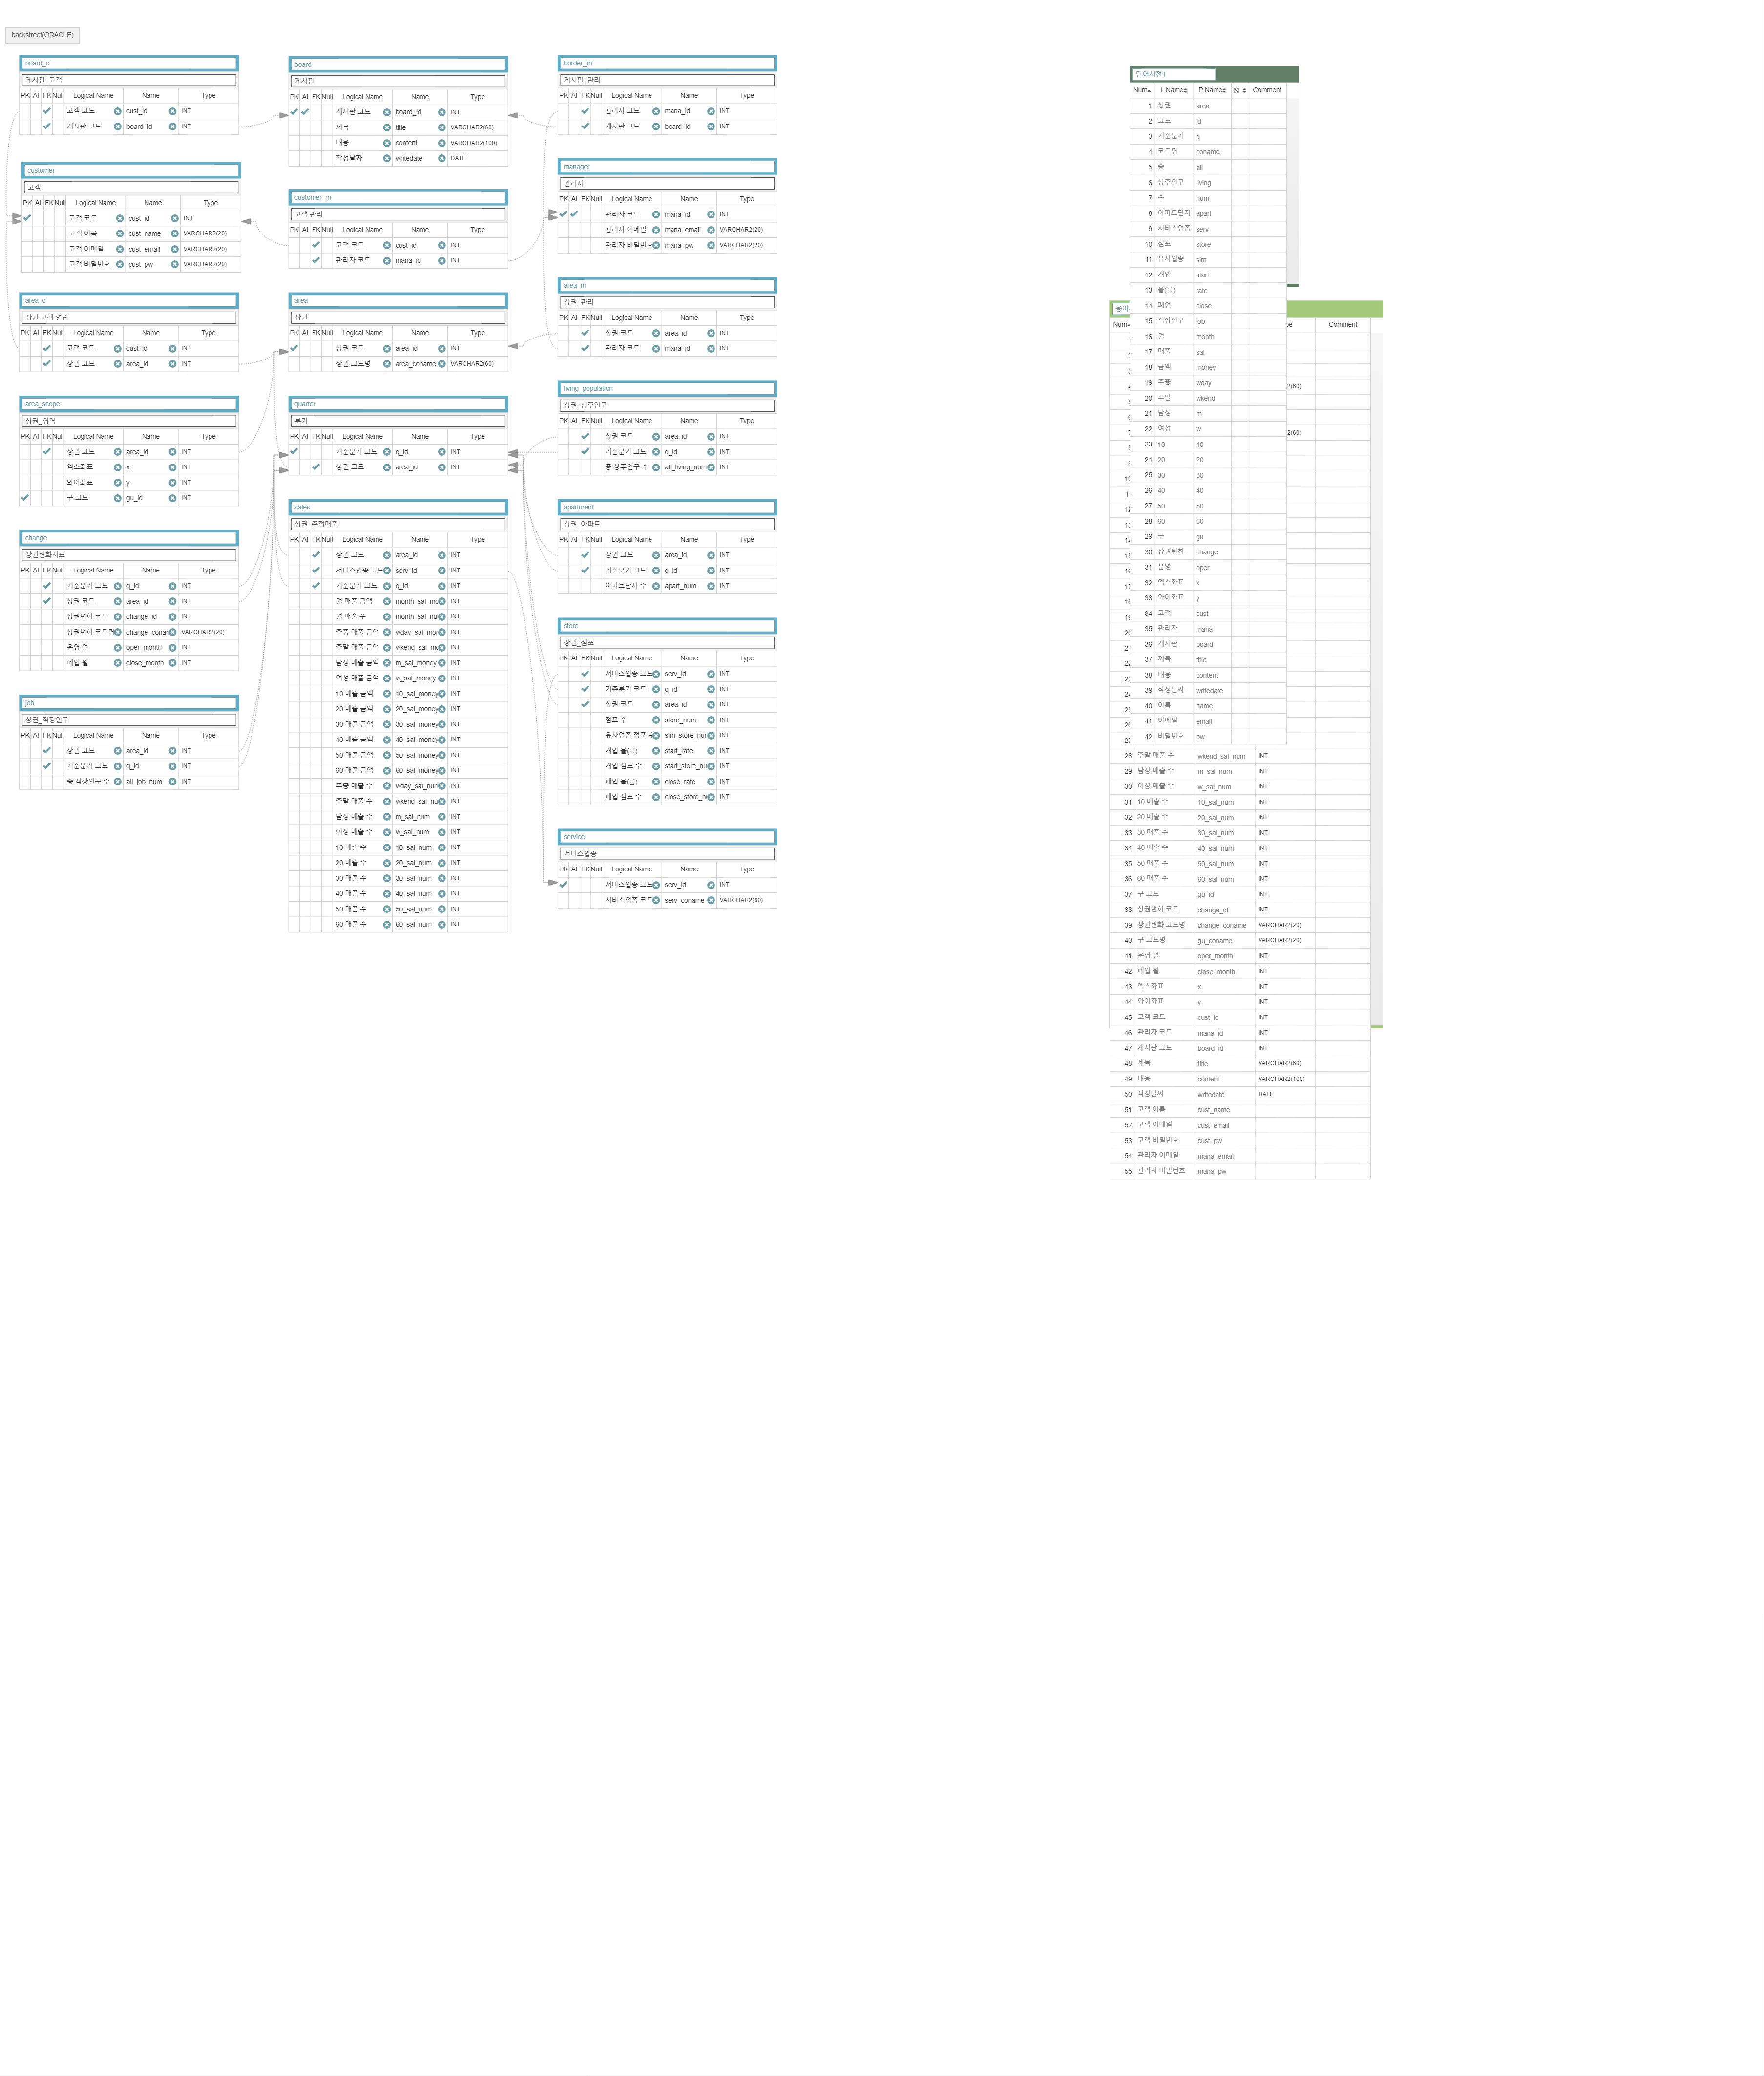 backstreet(ORACLE)
board_c
게시판_고객
PK AI FK Null Logical Name Name Type
고객 코드 cust_id INT
게시판 코드 board_id INT
board
게시판
PK AI FK Null Logical Name Name Type
게시판 코드 board_id INT
제목 title VARCHAR2(60)
내용 content VARCHAR2(100)
작성날짜 writedate DATE
border_m
게시판_관리
PK AI FK Null Logical Name Name Type
관리자 코드 mana_id INT
게시판 코드 board_id INT
customer
고객
PK AI FK Null Logical Name Name Type
고객 코드 cust_id INT
고객 이름 cust_name VARCHAR2(20)
고객 이메일 cust_email VARCHAR2(20)
고객 비밀번호 cust_pw VARCHAR2(20)
customer_m
고객 관리
PK AI FK Null Logical Name Name Type
고객 코드 cust_id INT
관리자 코드 mana_id INT
manager
관리자
PK AI FK Null Logical Name Name Type
관리자 코드 mana_id INT
관리자 이메일 mana_email VARCHAR2(20)
관리자 비밀번호 mana_pw VARCHAR2(20)
area_c
상권 고객 열람
PK AI FK Null Logical Name Name Type
고객 코드 cust_id INT
상권 코드 area_id INT
area
상권
PK AI FK Null Logical Name Name Type
상권 코드 area_id INT
상권 코드명 area_coname VARCHAR2(60)
area_m
상권_관리
PK AI FK Null Logical Name Name Type
상권 코드 area_id INT
관리자 코드 mana_id INT
area_scope
상권_영역
PK AI FK Null Logical Name Name Type
상권 코드 area_id INT
엑스좌표 x INT
와이좌표 y INT
구 코드 gu_id INT
quarter
분기
PK AI FK Null Logical Name Name Type
기준분기 코드 q_id INT
상권 코드 area_id INT
living_population
상권_상주인구
PK AI FK Null Logical Name Name Type
상권 코드 area_id INT
기준분기 코드 q_id INT
총 상주인구 수 all_living_num INT
change
상권변화지표
PK AI FK Null Logical Name Name Type
기준분기 코드 q_id INT
상권 코드 area_id INT
상권변화 코드 change_id INT
상권변화 코드명 change_conar VARCHAR2(20)
운영 월 oper_month INT
폐업 월 close_month INT
job
상권_직장인구
PK AI FK Null Logical Name Name Type
상권 코드 area_id INT
기준분기 코드 q_id INT
총 직장인구 수 all_job_num INT
sales
상권_추정매출
PK AI FK Null Logical Name Name Type
상권 코드 area_id INT
서비스업종 코드 serv_id INT
기준분기 코드 q_id INT
월 매출 금액 month_sal_mo INT
월 매출 수 month_sal_nu INT
주중 매출 금액 wday_sal_mon INT
주말 매출 금액 wkend_sal_mo INT
남성 매출 금액 m_sal_money INT
여성 매출 금액 w_sal_money INT
10 매출 금액 10_sal_money INT
20 매출 금액 20_sal_money INT
30 매출 금액 30_sal_money INT
40 매출 금액 40_sal_money INT
50 매출 금액 50_sal_money INT
60 매출 금액 60_sal_money INT
주중 매출 수 wday_sal_num INT
주말 매출 수 wkend_sal_nu INT
남성 매출 수 m_sal_num INT
여성 매출 수 w_sal_num INT
10 매출 수 10_sal_num INT
20 매출 수 20_sal_num INT
30 매출 수 30_sal_num INT
40 매출 수 40_sal_num INT
50 매출 수 50_sal_num INT
60 매출 수 60_sal_num INT
apartment
상권_아파트
PK AI FK Null Logical Name Name Type
상권 코드 area_id INT
기준분기 코드 q_id INT
아파트단지 수 apart_num INT
store
상권_점포
PK AI FK Null Logical Name Name Type
서비스업종 코드 serv_id INT
기준분기 코드 q_id INT
상권 코드 area_id INT
점포 수 store_num INT
유사업종 점포 sim_store_nur INT
개업 율(률) start_rate INT
개업 점포 수 start_store_nu INT
폐업 율(률) close_rate INT
폐업 점포 수 close_store_n INT
service
서비스업종
PK AI FK Null Logical Name Name Type
서비스업종 코드 serv_id INT
서비스업종 코드 serv_coname VARCHAR2(60)
단어사전1
Num L Name P Name Comment
1 상권 area
2 코드 id
3 기준분기 q
4 코드명 coname
5 총 all
6 상주인구 living
7 수 num
8 아파트단지 apart
9 서비스업종 serv
10 점포 store
11 유사업종 sim
12 개업 start
13 율(률) rate
14 폐업 close
15 직장인구 job
16 월 month
17 매출 sal
18 금액 money
19 주중 wday
20 주말 wkend
21 남성 m
22 여성 w
23 10 10
24 20 20
25 30 30
26 40 40
27 50 50
28 60 60
29 구 gu
30 상권변화 change
31 운영 oper
32 엑스좌표 x
33 와이좌표 y
34 고객 cust
35 관리자 mana
36 게시판 board
37 제목 title
38 내용 content
39 작성날짜 writedate
40 이름 name
41 이메일 email
42 비밀번호 pw
Num Comment
28 주말 매출 수 wkend_sal_num INT
29 남성 매출 수 m_sal_num INT
30 여성 매출 수 w_sal_num INT
31 10 매출 수 10_sal_num INT
32 20 매출 수 20_sal_num INT
33 30 매출 수 30_sal_num INT
34 40 매출 수 40_sal_num INT
35 50 매출 수 50_sal_num INT
36 60 매출 수 60_sal_num INT
37 구 코드 gu_id INT
38 상권변화 코드 change_id INT
39 상권변화 코드명 change_coname VARCHAR2(20)
40 구 코드명 gu_coname VARCHAR2(20)
41 운영 월 oper_month INT
42 폐업 월 close_month INT
43 엑스좌표 x INT
44 와이좌표 y INT
45 고객 코드 cust_id INT
46 관리자 코드 mana_id INT
47 게시판 코드 board_id INT
48 제목 title VARCHAR2(60)
49 내용 content VARCHAR2(100)
50 작성날짜 writedate DATE
51 고객 이름 cust_name
52 고객 이메일 cust_email
53 고객 비밀번호 cust_pw
54 관리자 이메일 mana_email
55 관리자 비밀번호 mana_pw